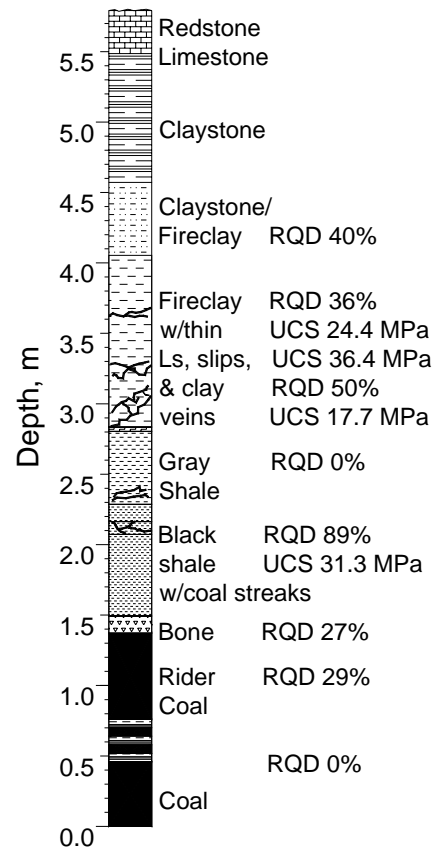 Depth, m
5.5
5.0
4.5
4.0
3.5
3.0
2.5
2.0
1.5
1.0
0.5
0.0
Redstone
Limestone
Claystone
Claystone/
Fireclay RQD 40%
Fireclay RQD 36%
w/thin UCS 24.4 MPa
Ls, slips, UCS 36.4 MPa
& clay RQD 50%
veins UCS 17.7 MPa
Gray RQD 0%
Shale
Black RQD 89%
shale UCS 31.3 MPa
w/coal streaks
Bone RQD 27%
Rider RQD 29%
Coal
RQD 0%
Coal